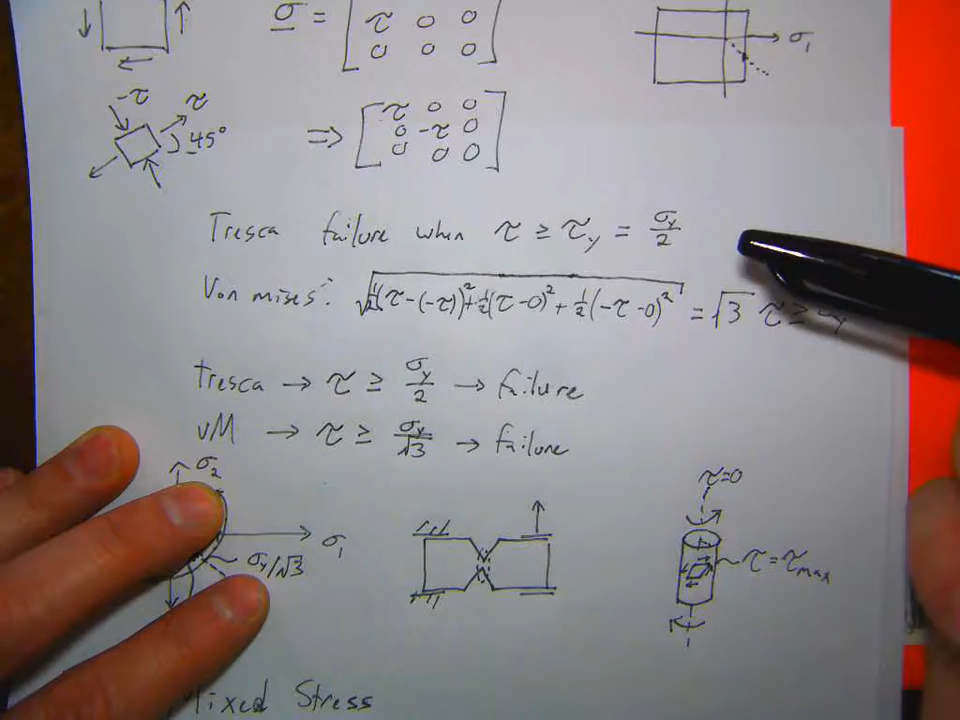 σ = [ τ 0 0
0 0 0 ]
σ₁
-τ τ
45°
⇒ [ τ 0 0
0 -τ 0
0 0 0 ]
Tresca failure when τ ≥ τy = σy/2
Von mises: √(½(τ-(-τ))² + ½(τ-0)² + ½(-τ-0)²) = √3 τ ≥
Tresca → τ ≥ σy/2 → failure
vM → τ ≥ σy/√3 → failure
σ₂
σ₁
σy/√3
τ=0
τ = τmax
Mixed Stress